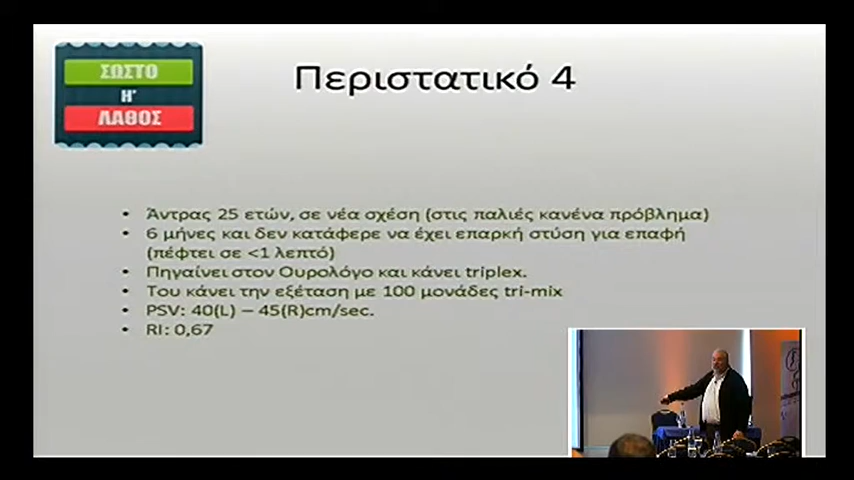 ΣΩΣΤΟ
Η'
ΛΑΘΟΣ
Περιστατικό 4
• Άντρας 25 ετών, σε νέα σχέση (στις παλιές κανένα πρόβλημα)
• 6 μήνες και δεν κατάφερε να έχει επαρκή στύση για επαφή
(πέφτει σε <1 λεπτό)
• Πηγαίνει στον Ουρολόγο και κάνει triplex.
• Του κάνει την εξέταση με 100 μονάδες tri-mix
• PSV: 40(L) – 45(R)cm/sec.
• RI: 0,67